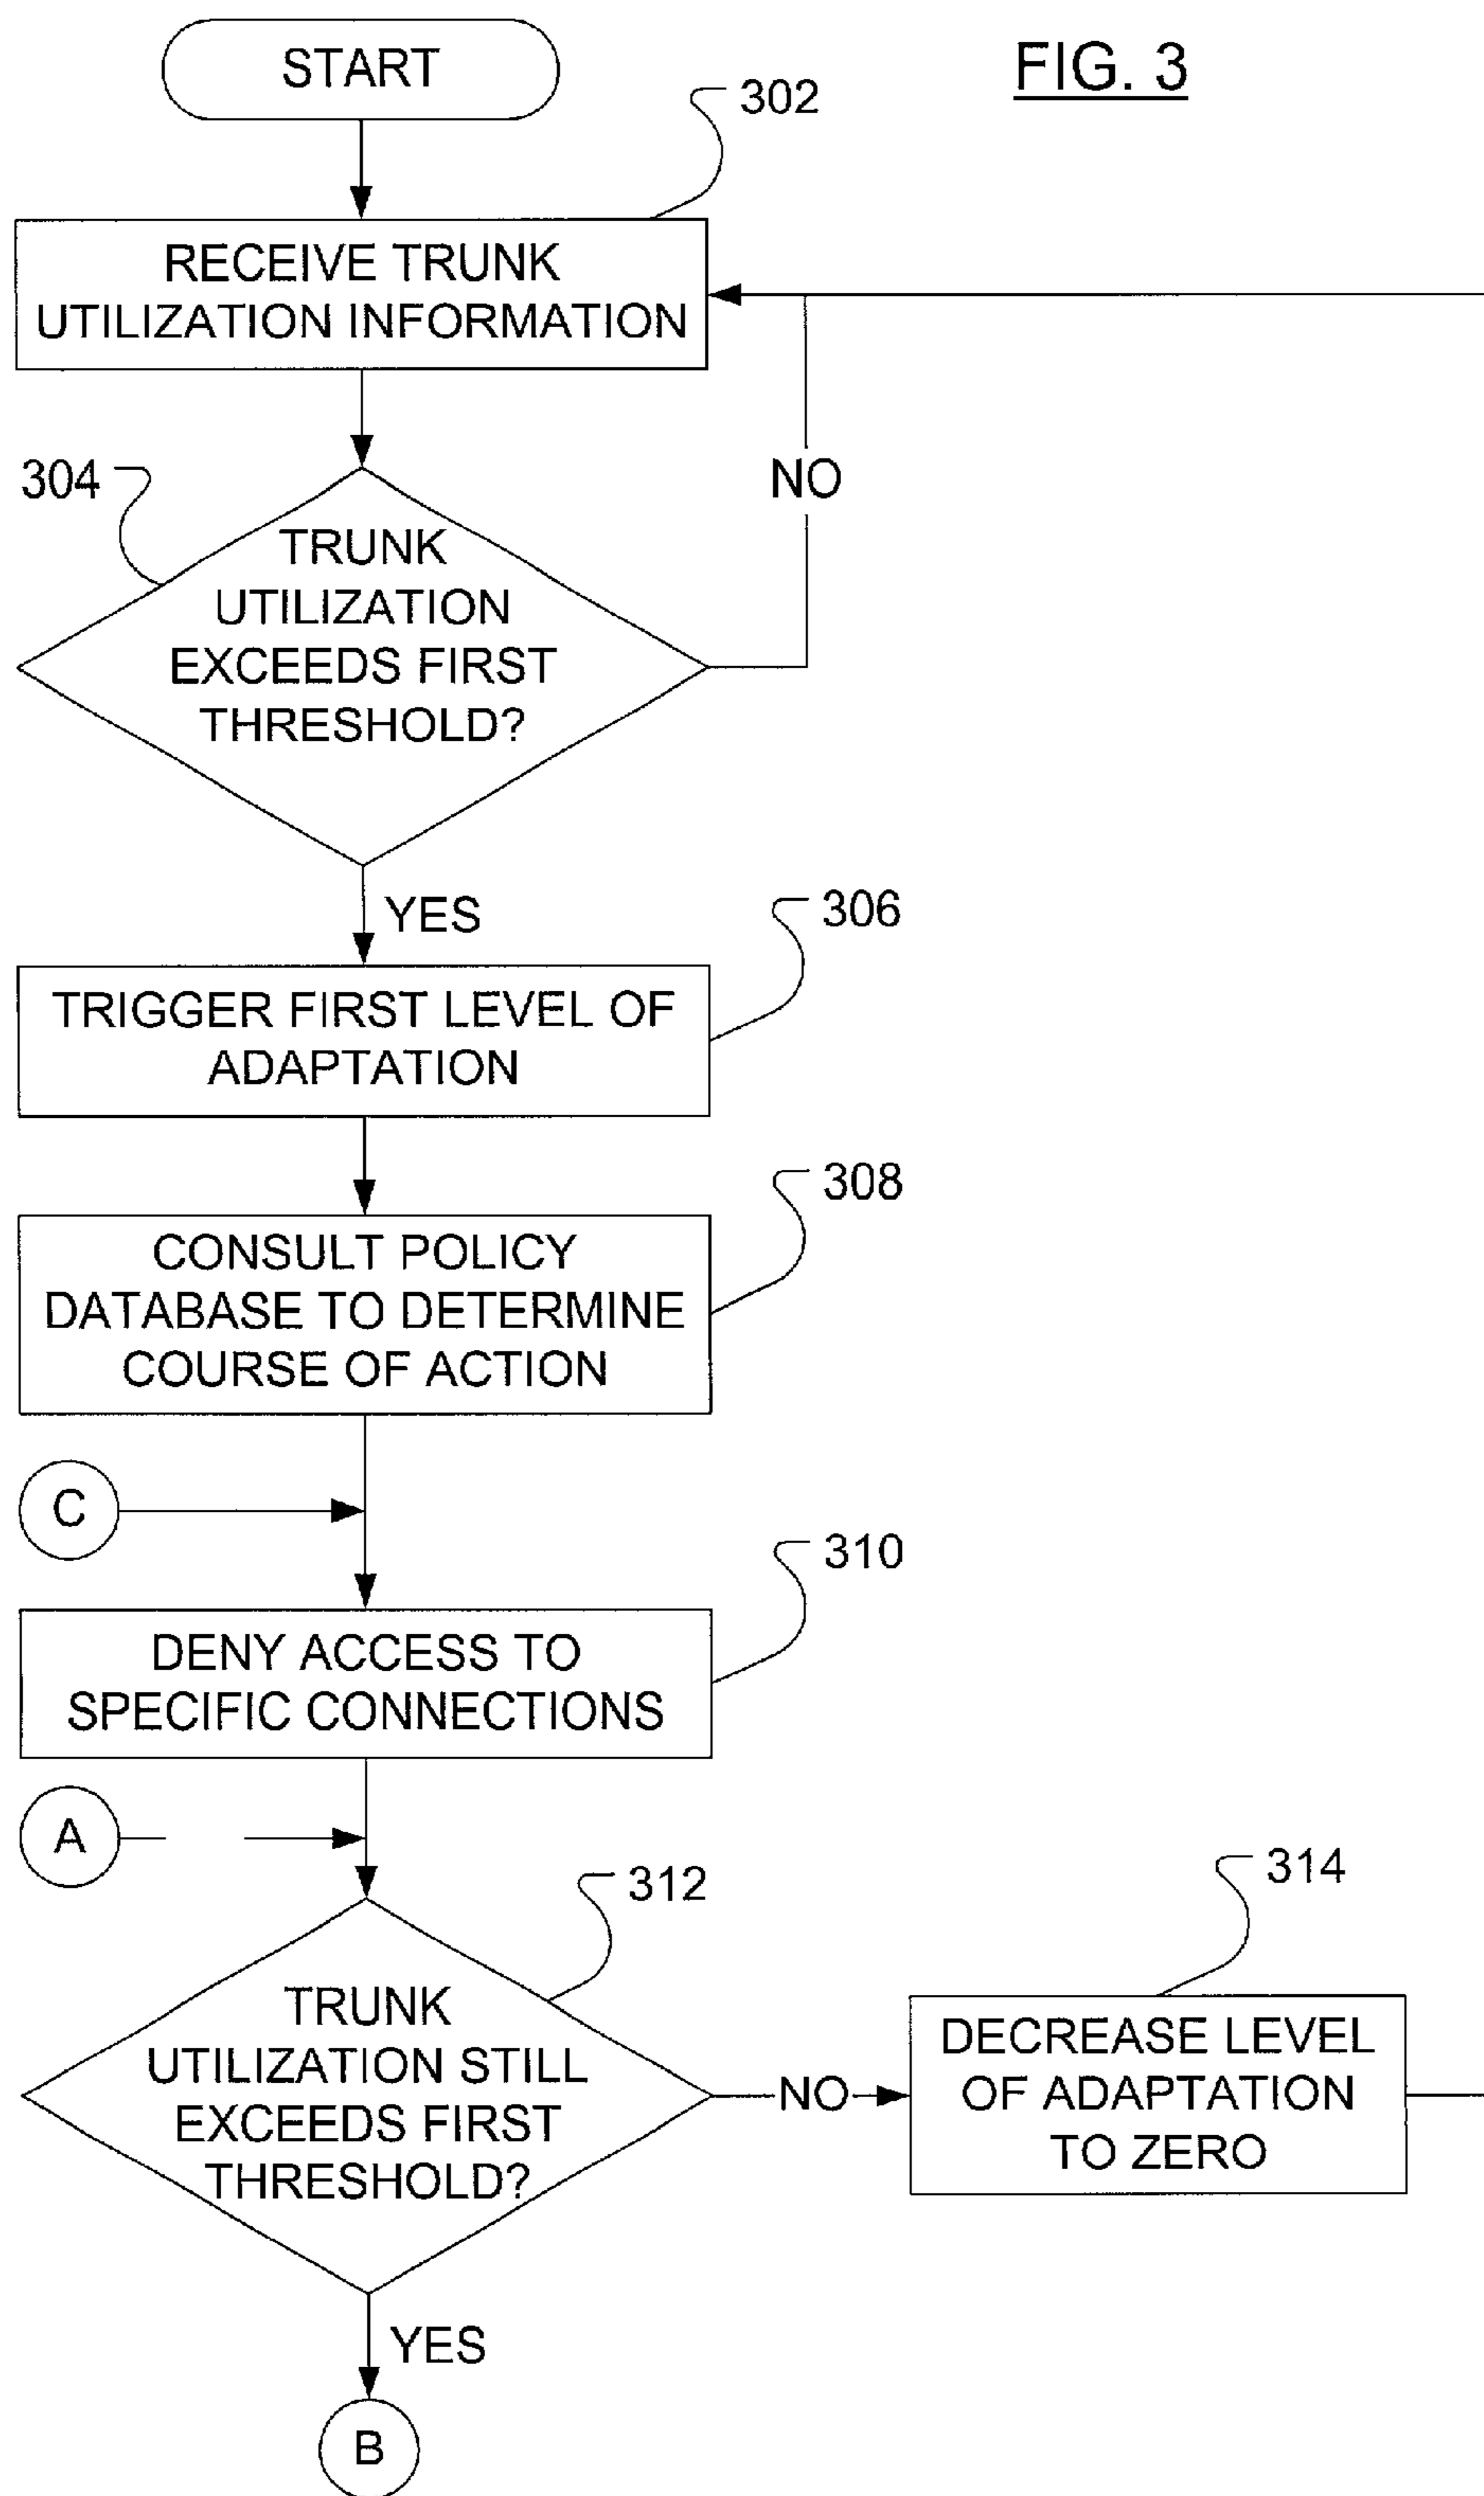 START
FIG. 3
302
RECEIVE TRUNK
UTILIZATION INFORMATION
304
NO
TRUNK
UTILIZATION
EXCEEDS FIRST
THRESHOLD?
YES
306
TRIGGER FIRST LEVEL OF
ADAPTATION
308
CONSULT POLICY
DATABASE TO DETERMINE
COURSE OF ACTION
C
310
DENY ACCESS TO
SPECIFIC CONNECTIONS
A
312
314
TRUNK
UTILIZATION STILL
EXCEEDS FIRST
THRESHOLD?
NO
DECREASE LEVEL
OF ADAPTATION
TO ZERO
YES
B